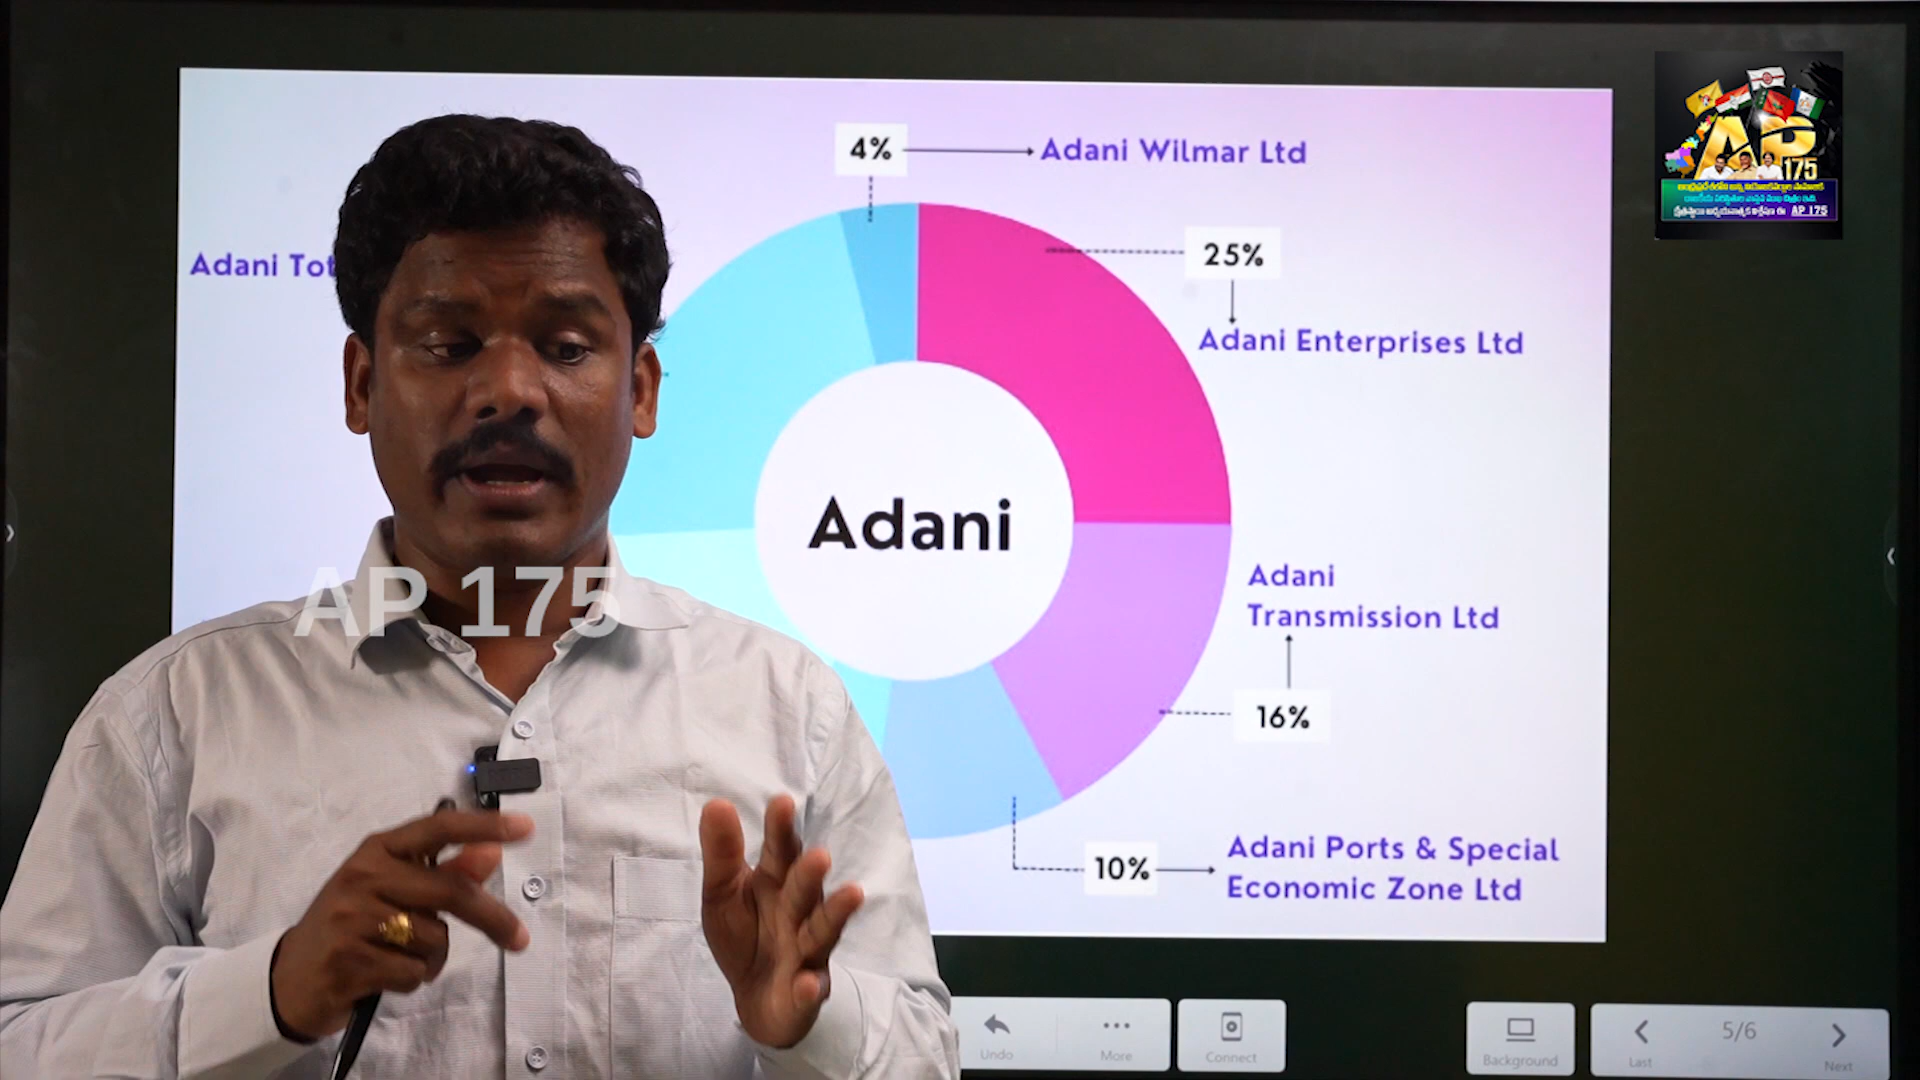 4%
Adani Wilmar Ltd
25%
Adani Enterprises Ltd
Adani
Adani
Adani
Transmission Ltd
16%
10%
Adani Ports & Special
Economic Zone Ltd
AP 175
AP
175
AP 175
Undo
More
Connect
Background
Last
5/6
Next